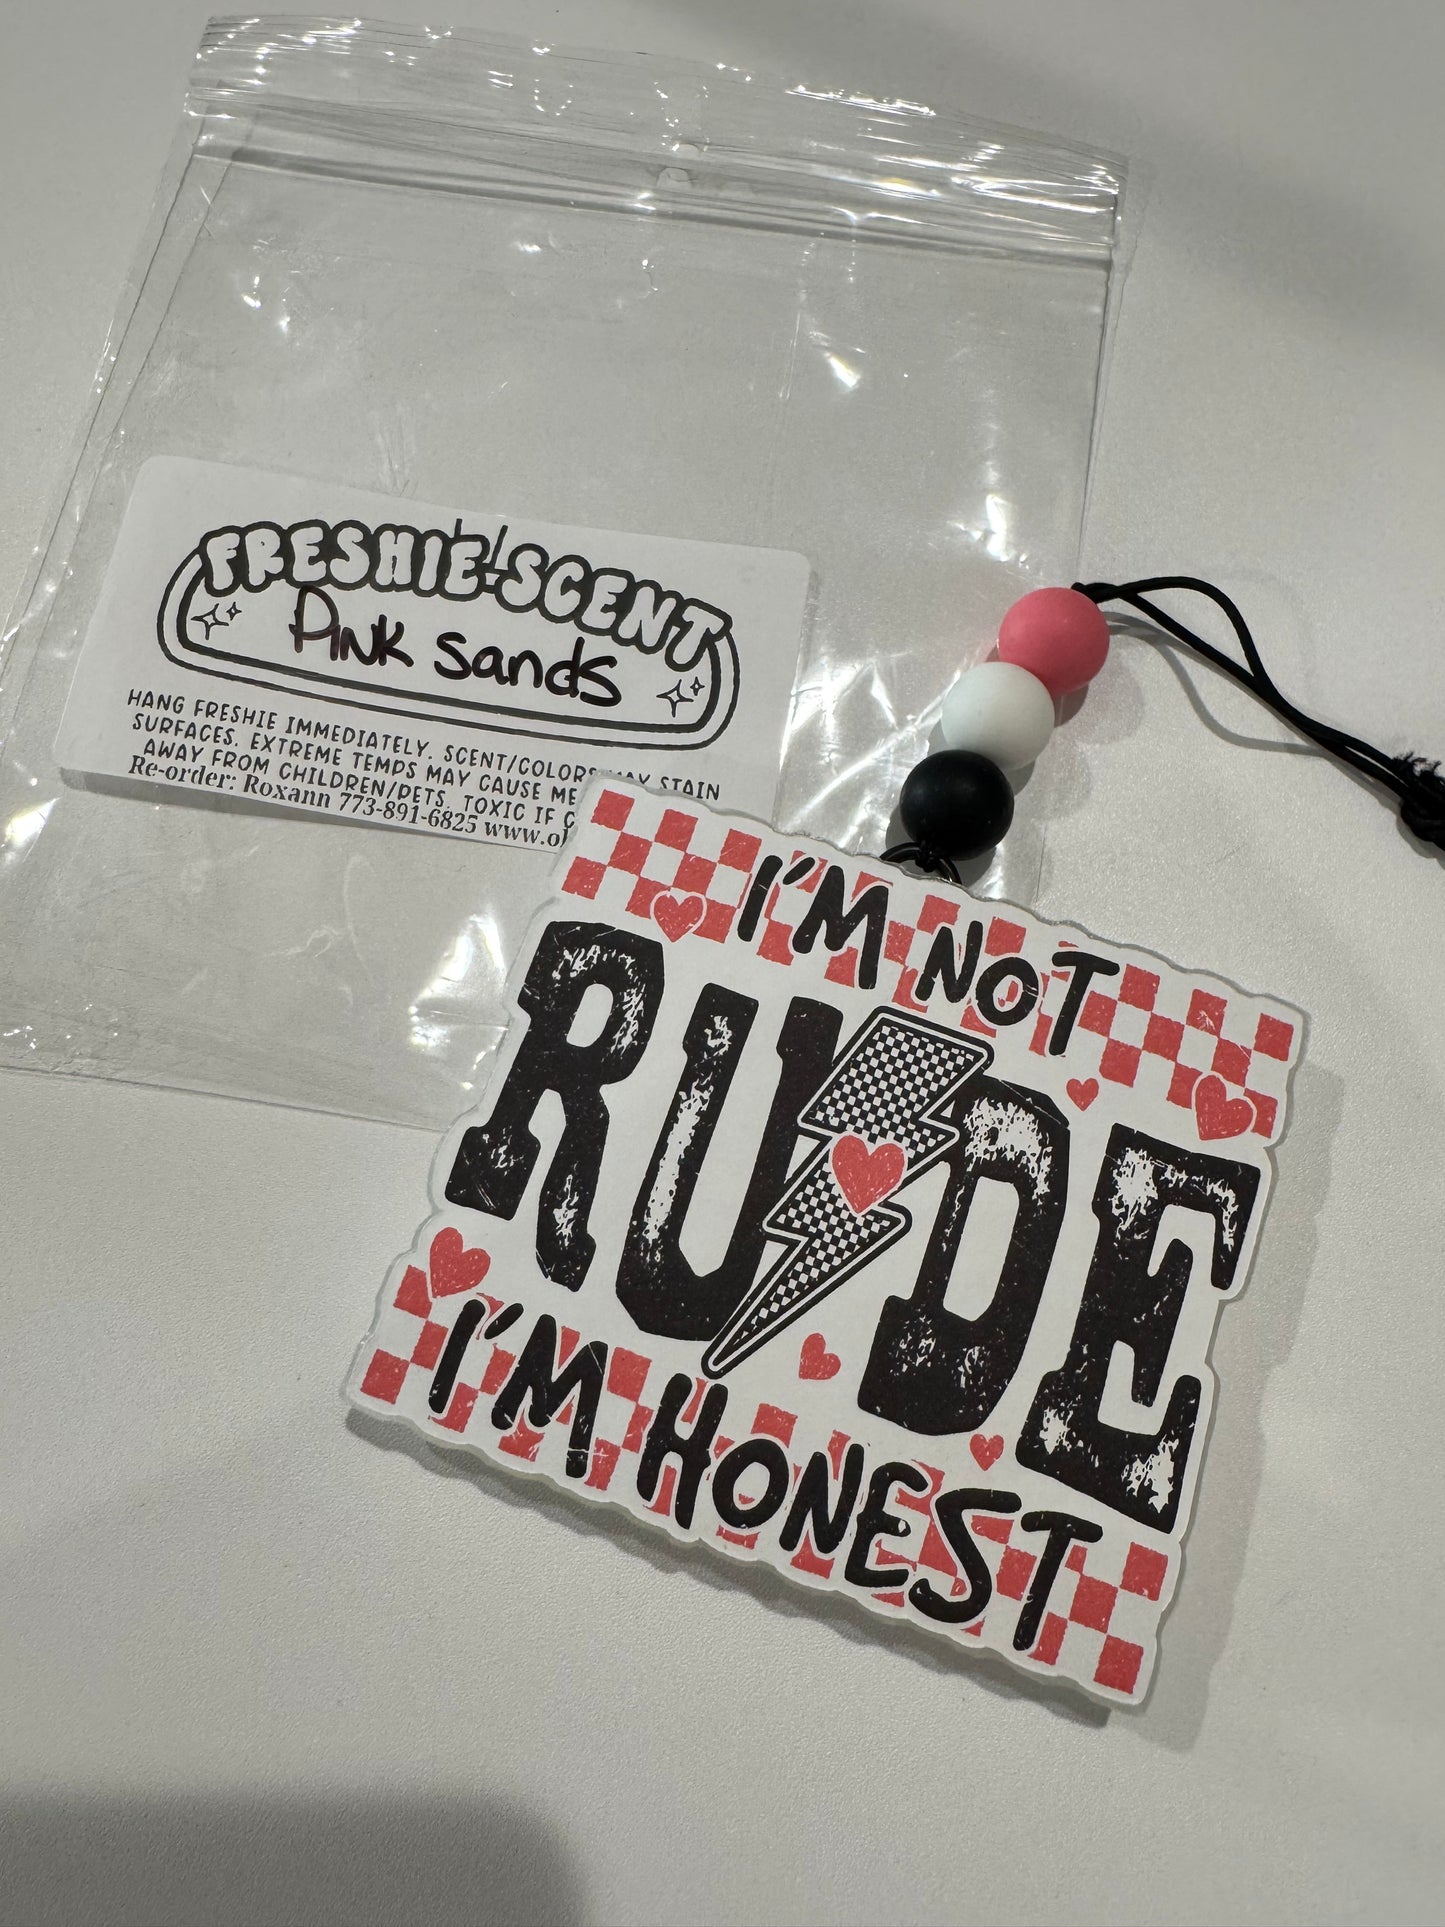 FRESHIE SCENT
Pink Sands
HANG FRESHIE IMMEDIATELY. SCENT/COLORS MAY STAIN
SURFACES. EXTREME TEMPS MAY CAUSE
AWAY FROM CHILDREN/PETS. TOXIC IF
Re-order: Roxann 773-891-6825
I'M NOT
RUDE
I'M HONEST